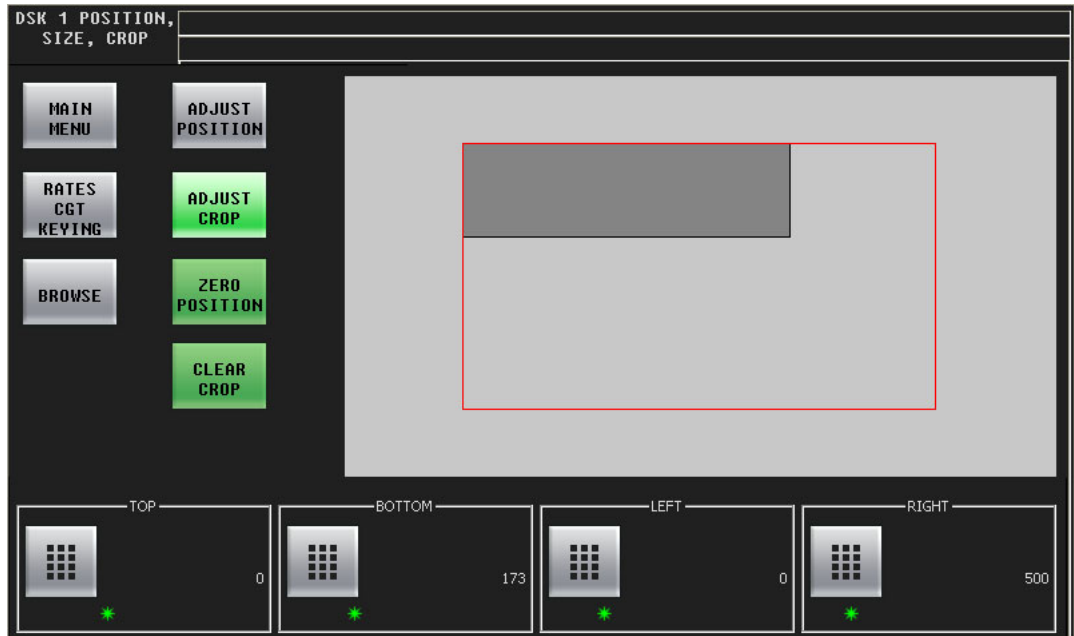 DSK 1 POSITION,
SIZE, CROP
MAIN
MENU
ADJUST
POSITION
RATES
CGT
KEYING
ADJUST
CROP
BROWSE
ZERO
POSITION
CLEAR
CROP
TOP
BOTTOM
LEFT
RIGHT
0
173
0
500